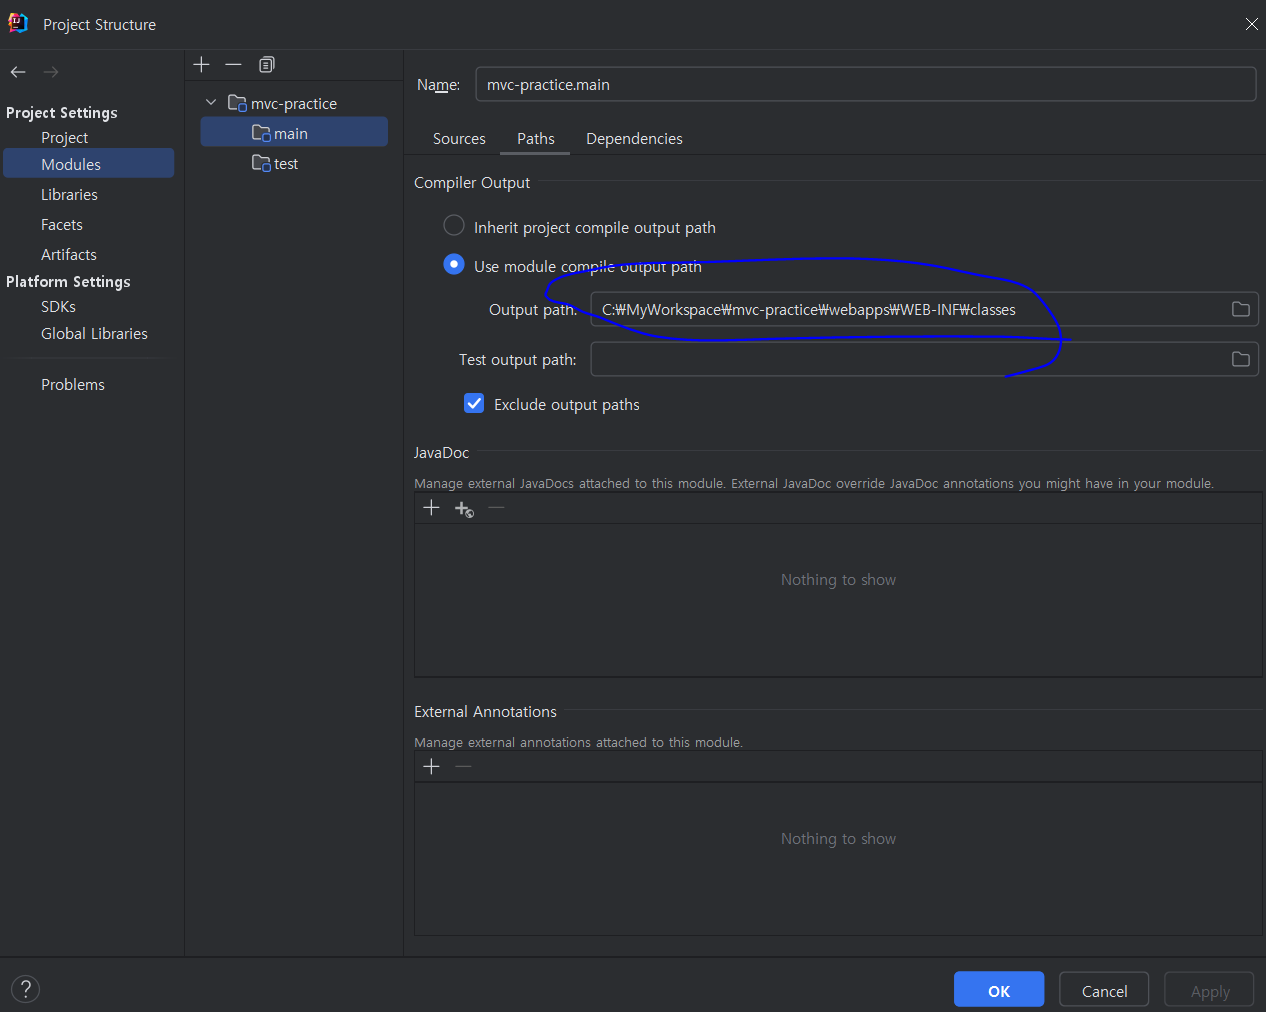 Project Structure
Project Settings
Project
Modules
Libraries
Facets
Artifacts
Platform Settings
SDKs
Global Libraries
Problems
mvc-practice
main
test
Name: mvc-practice.main
Sources Paths Dependencies
Compiler Output
Inherit project compile output path
Use module compile output path
Output path: C:₩MyWorkspace₩mvc-practice₩webapps₩WEB-INF₩classes
Test output path:
Exclude output paths
JavaDoc
Manage external JavaDocs attached to this module. External JavaDoc override JavaDoc annotations you might have in your module.
Nothing to show
External Annotations
Manage external annotations attached to this module.
Nothing to show
?
OK Cancel Apply